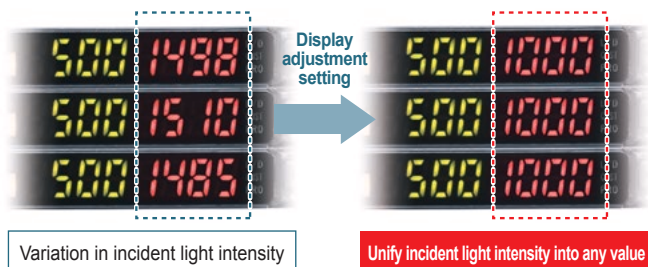 500 1498
500 1510
500 1485
Display
adjustment
setting
500 1000
500 1000
500 1000
Variation in incident light intensity
Unify incident light intensity into any value